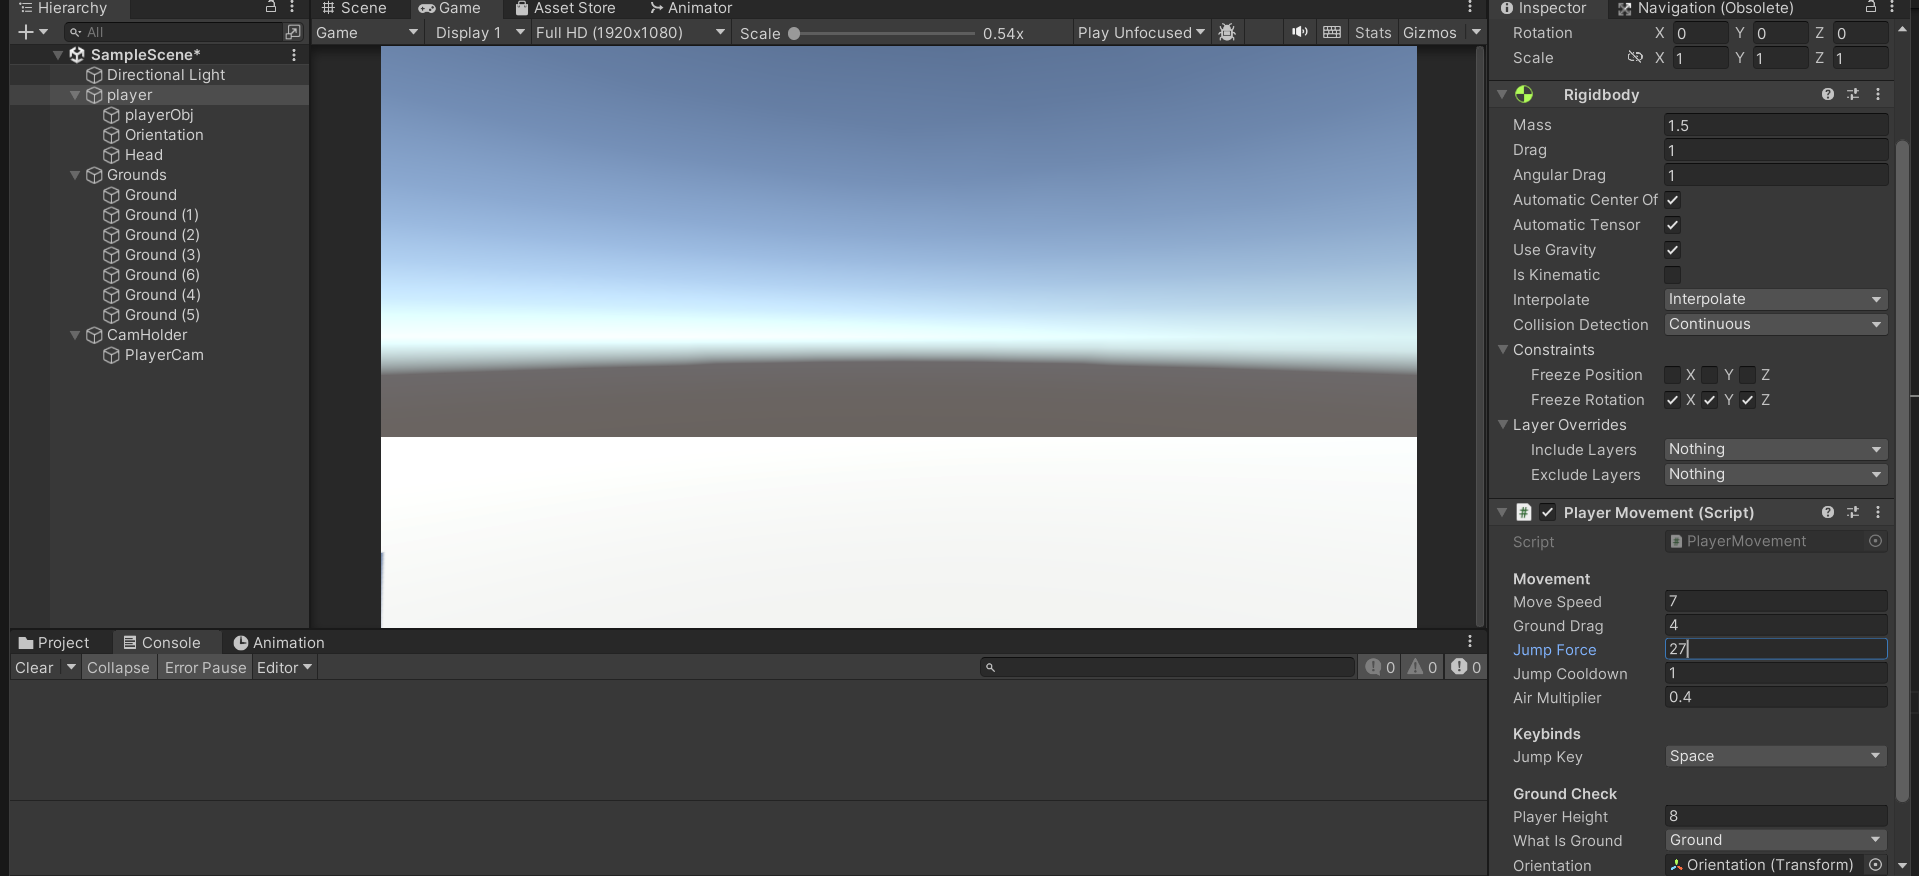 Hierarchy
Scene
Game
Asset Store
Animator
Inspector
Navigation (Obsolete)
All
Game
Display 1
Full HD (1920x1080)
Scale
0.54x
Play Unfocused
Stats
Gizmos
SampleScene*
Directional Light
player
playerObj
Orientation
Head
Grounds
Ground
Ground (1)
Ground (2)
Ground (3)
Ground (6)
Ground (4)
Ground (5)
CamHolder
PlayerCam
Rotation X 0 Y 0 Z 0
Scale X 1 Y 1 Z 1
Rigidbody
Mass 1.5
Drag 1
Angular Drag 1
Automatic Center Of
Automatic Tensor
Use Gravity
Is Kinematic
Interpolate Interpolate
Collision Detection Continuous
Constraints
Freeze Position X Y Z
Freeze Rotation X Y Z
Layer Overrides
Include Layers Nothing
Exclude Layers Nothing
Player Movement (Script)
Script PlayerMovement
Movement
Move Speed 7
Ground Drag 4
Jump Force 27
Jump Cooldown 1
Air Multiplier 0.4
Keybinds
Jump Key Space
Ground Check
Player Height 8
What Is Ground Ground
Orientation Orientation (Transform)
Project
Console
Animation
Clear
Collapse
Error Pause
Editor
0
0
0